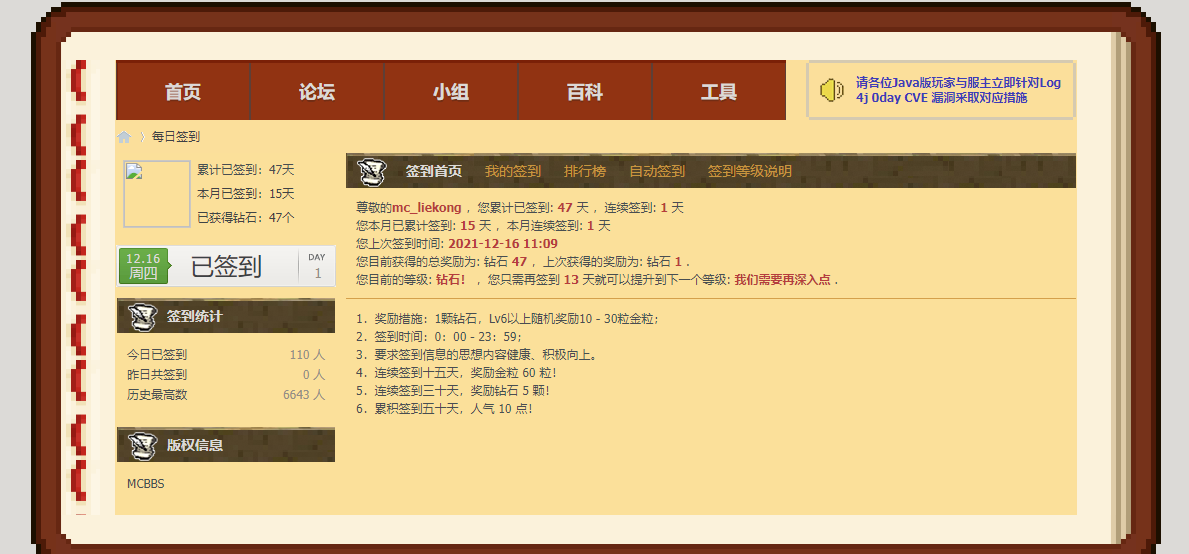 首页 论坛 小组 百科 工具
请各位Java版玩家与服主立即针对Log
4j 0day CVE 漏洞采取对应措施
每日签到
累计已签到：47天
本月已签到：15天
已获得钻石：47个
12.16
周四
已签到
DAY
1
签到统计
今日已签到 110 人
昨日共签到 0 人
历史最高数 6643 人
版权信息
MCBBS
签到首页 我的签到 排行榜 自动签到 签到等级说明
尊敬的mc_liekong ，您累计已签到: 47 天 ，连续签到: 1 天
您本月已累计签到: 15 天 ，本月连续签到: 1 天
您上次签到时间: 2021-12-16 11:09
您目前获得的总奖励为: 钻石 47 ，上次获得的奖励为: 钻石 1 .
您目前的等级: 钻石！ ，您只需再签到 13 天就可以提升到下一个等级: 我们需要再深入点 .
1．奖励措施：1颗钻石，Lv6以上随机奖励10 - 30粒金粒；
2．签到时间：0：00 - 23：59；
3．要求签到信息的思想内容健康、积极向上。
4．连续签到十五天，奖励金粒 60 粒！
5．连续签到三十天，奖励钻石 5 颗！
6．累积签到五十天，人气 10 点！